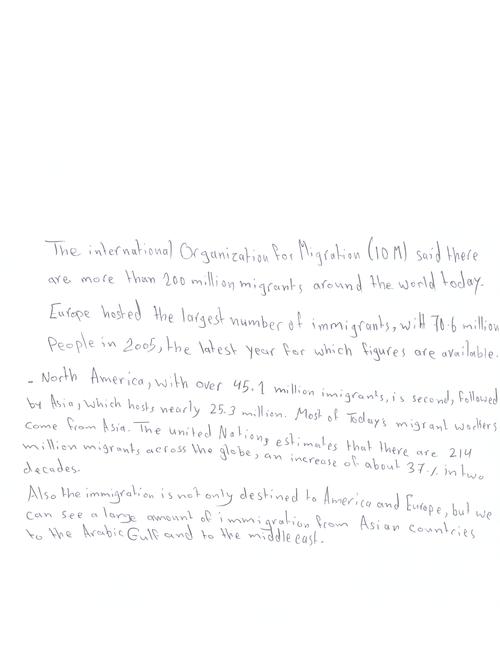 The international Organization for Migration (IOM) said there
are more than 200 million migrants around the world today.
Europe hosted the largest number of immigrants, with 70.6 million
People in 2005, the latest year for which figures are available.
- North America, with over 45.1 million imigrants, is second, followed
by Asia, which hosts nearly 25.3 million. Most of Today's migrant workers
come from Asia. The united Nations estimates that there are 214
million migrants across the globe, an increase of about 37% in two
decades.
Also the immigration is not only destined to America and Europe, but we
can see a large amount of immigration from Asian countries
to the Arabic Gulf and to the middle east.